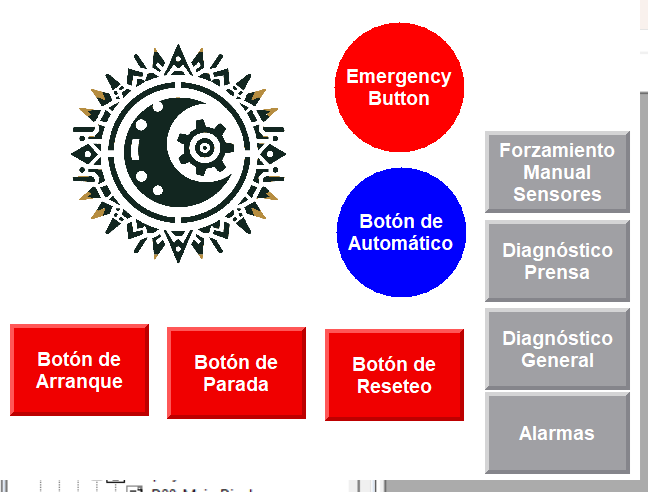 Emergency
Button
Botón de
Automático
Forzamiento
Manual
Sensores
Diagnóstico
Prensa
Diagnóstico
General
Alarmas
Botón de
Arranque
Botón de
Parada
Botón de
Reseteo